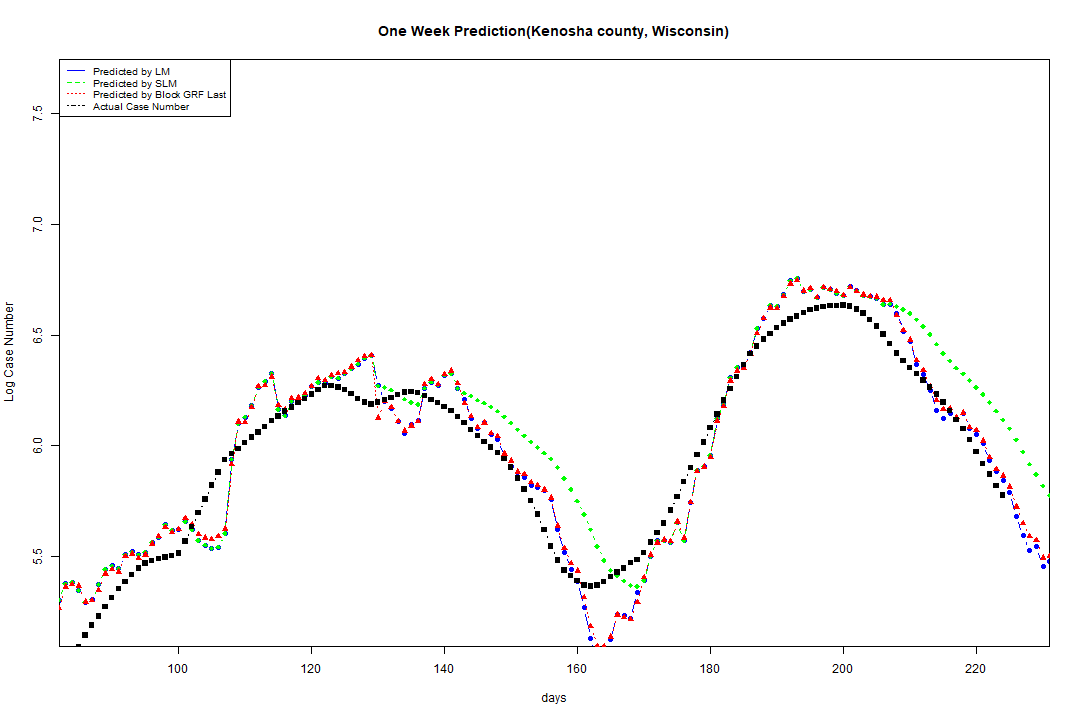 One Week Prediction(Kenosha county, Wisconsin)
Predicted by LM
Predicted by SLM
Predicted by Block GRF Last
Actual Case Number
7.5
7.0
6.5
6.0
5.5
Log Case Number
100 120 140 160 180 200 220
days